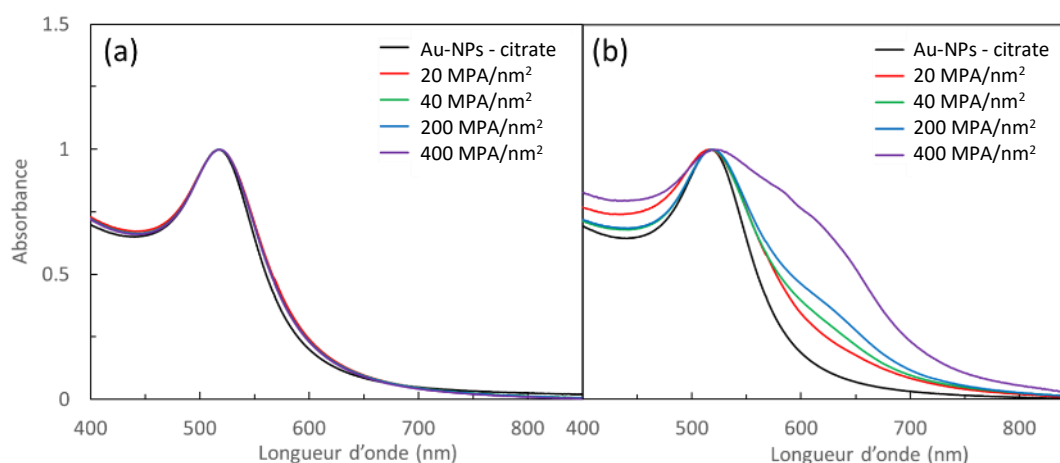 1.5
(a)
Au-NPs - citrate
20 MPA/nm²
40 MPA/nm²
200 MPA/nm²
400 MPA/nm²
(b)
Au-NPs - citrate
20 MPA/nm²
40 MPA/nm²
200 MPA/nm²
400 MPA/nm²
1
Absorbance
0.5
0
400 500 600 700 800 400 500 600 700 800
Longueur d'onde (nm) Longueur d'onde (nm)